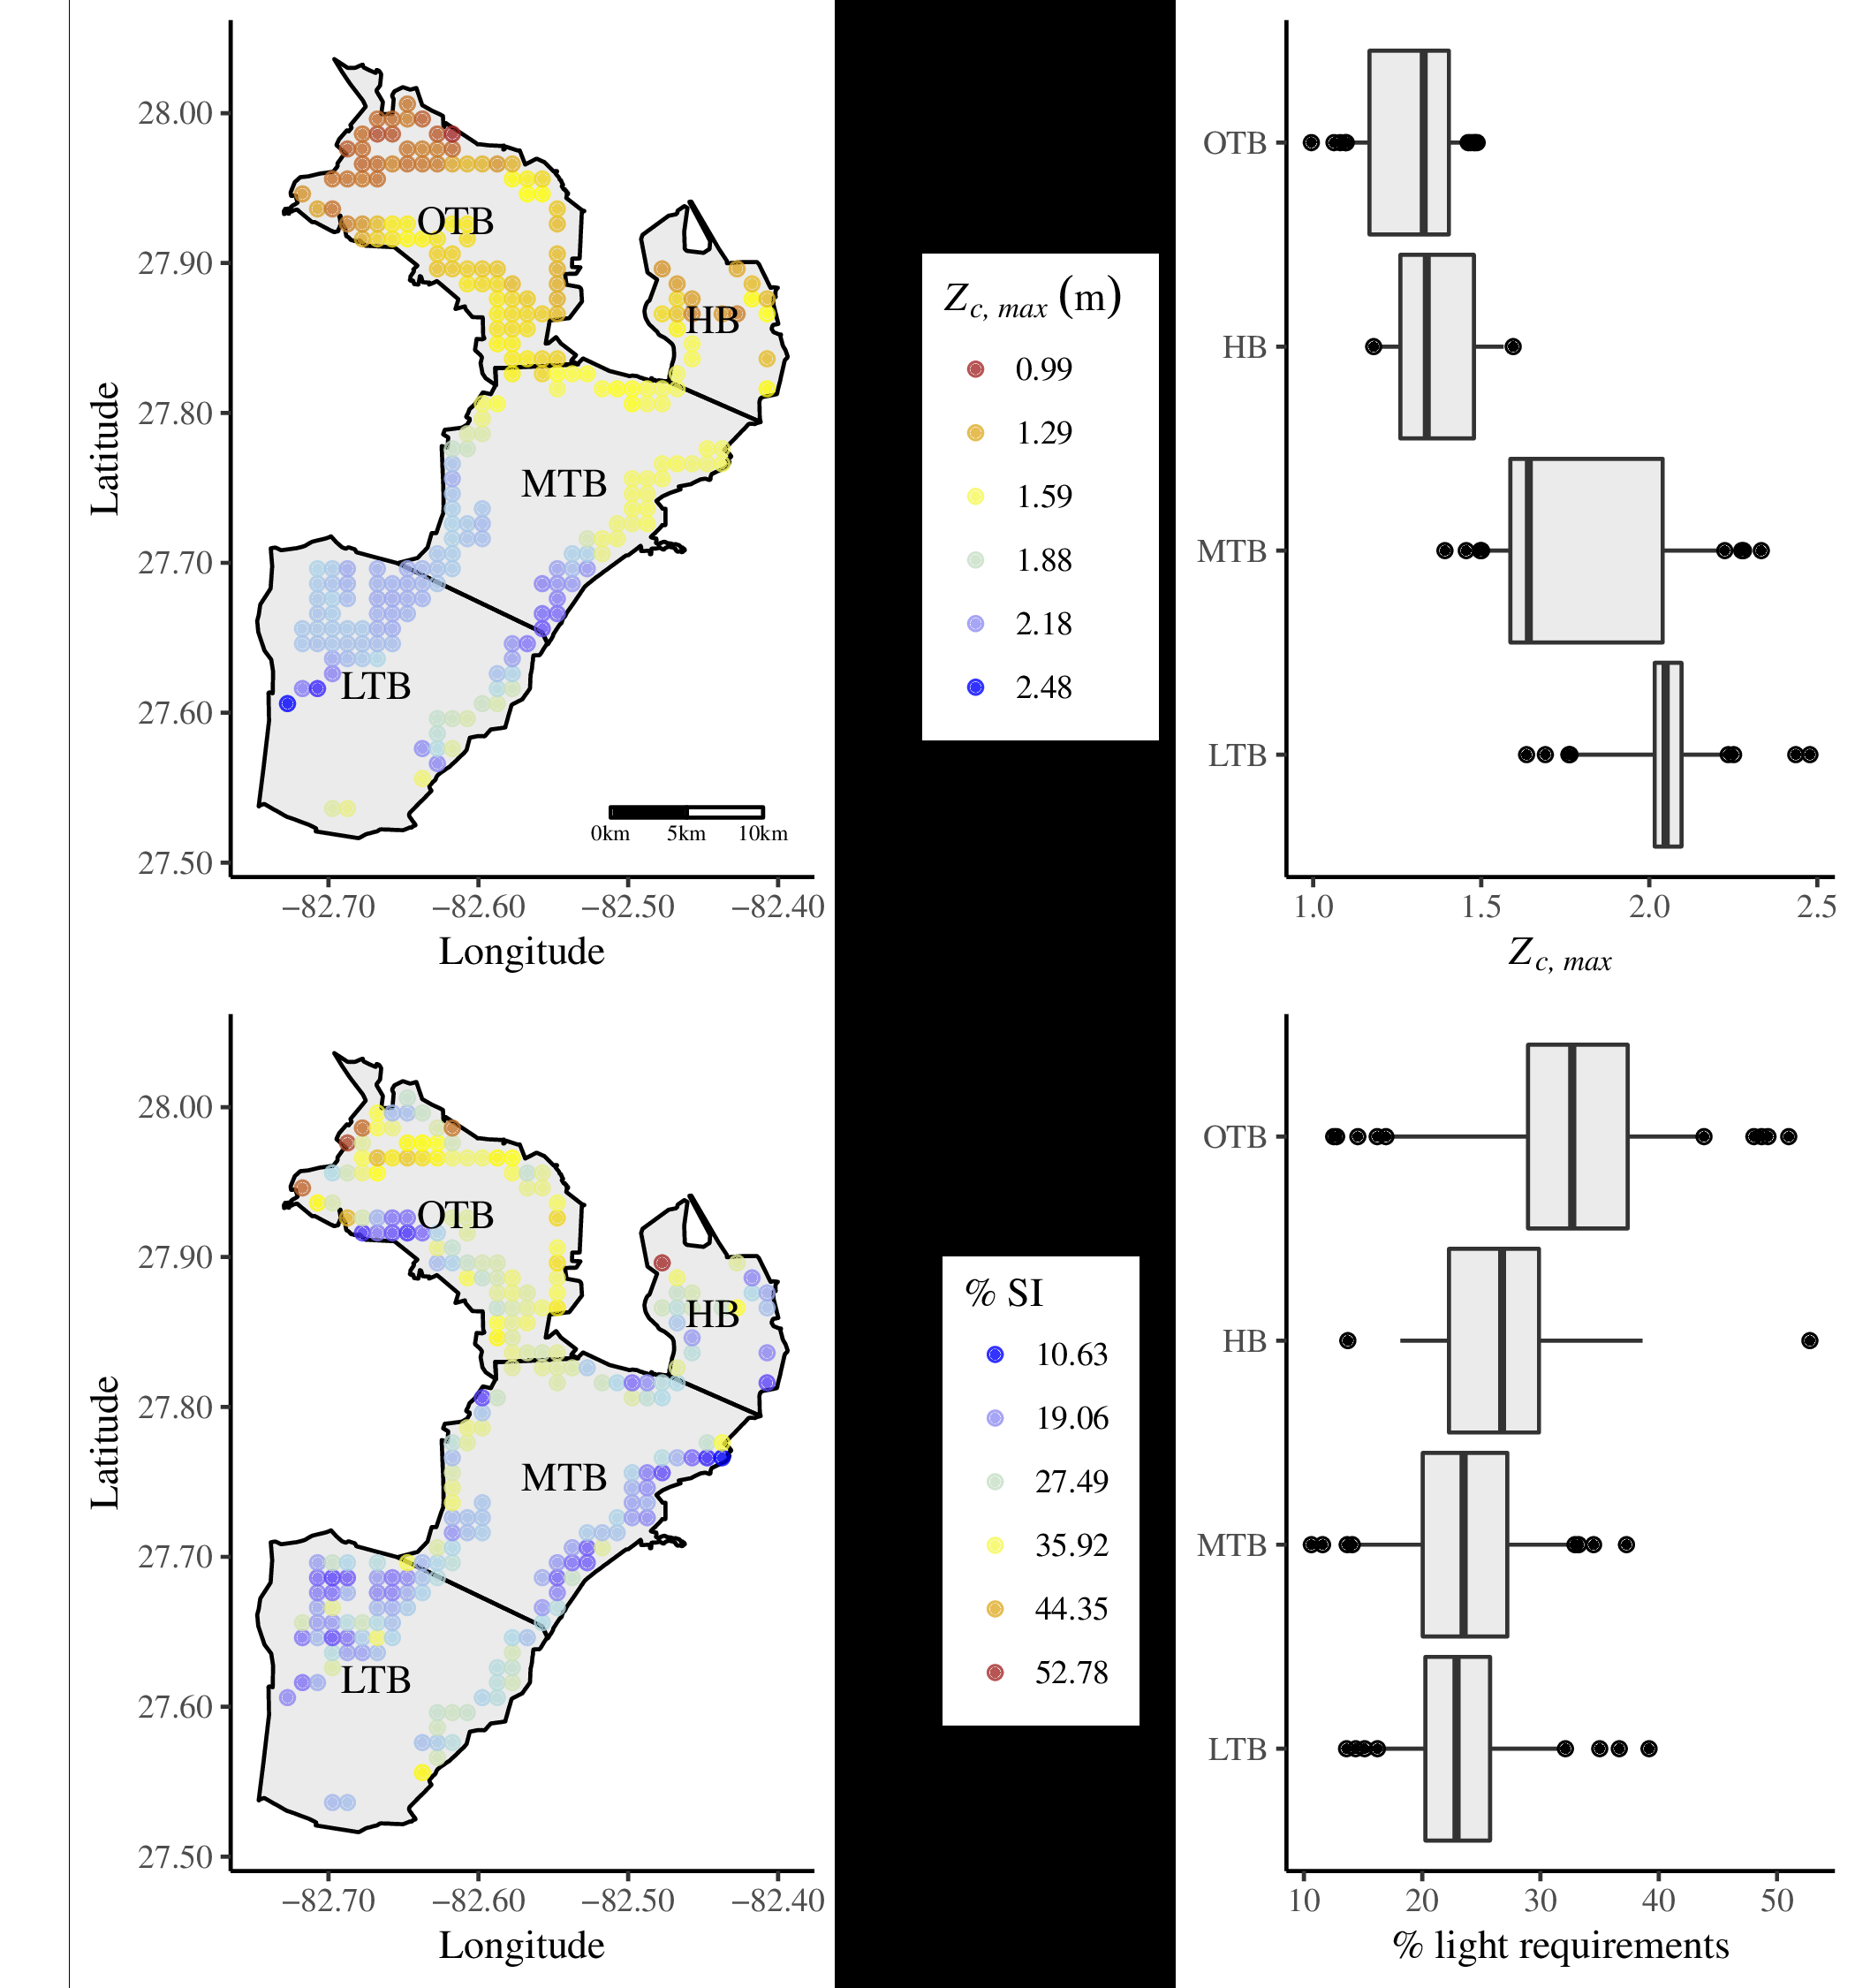 28.00
27.90
27.80
27.70
27.60
27.50
Latitude
OTB
HB
MTB
LTB
0km 5km 10km
−82.70 −82.60 −82.50 −82.40
Longitude
Zc, max (m)
0.99
1.29
1.59
1.88
2.18
2.48
OTB
HB
MTB
LTB
1.0 1.5 2.0 2.5
Zc, max
28.00
27.90
27.80
27.70
27.60
27.50
Latitude
OTB
HB
MTB
LTB
−82.70 −82.60 −82.50 −82.40
Longitude
% SI
10.63
19.06
27.49
35.92
44.35
52.78
OTB
HB
MTB
LTB
10 20 30 40 50
% light requirements